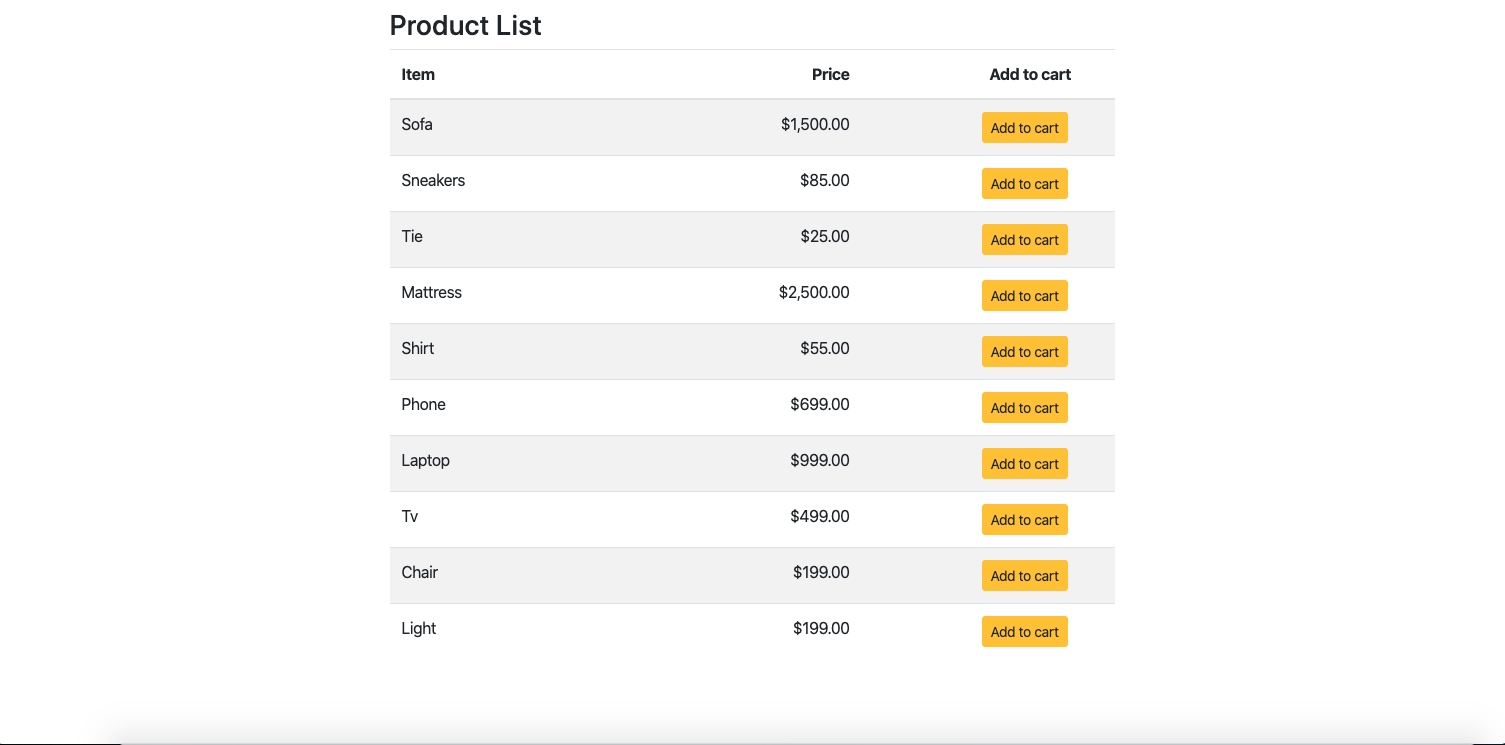 Product List
Item Price Add to cart
Sofa $1,500.00 Add to cart
Sneakers $85.00 Add to cart
Tie $25.00 Add to cart
Mattress $2,500.00 Add to cart
Shirt $55.00 Add to cart
Phone $699.00 Add to cart
Laptop $999.00 Add to cart
Tv $499.00 Add to cart
Chair $199.00 Add to cart
Light $199.00 Add to cart